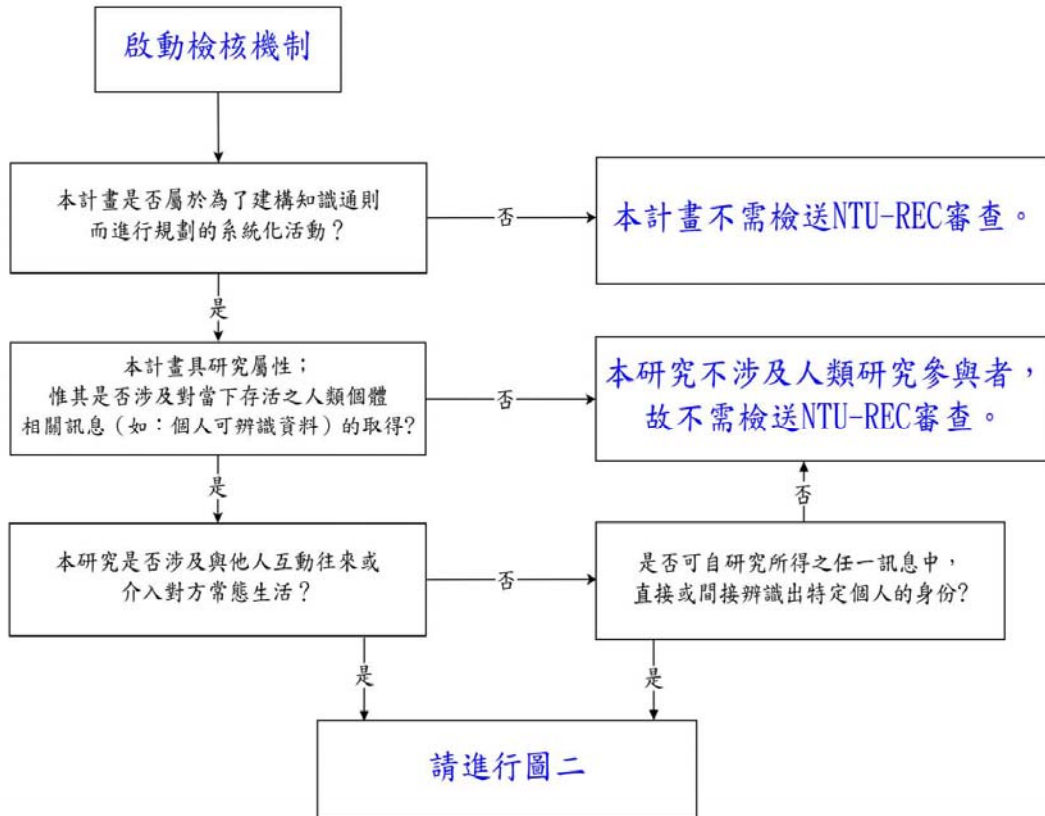 啟動檢核機制
本計畫是否屬於為了建構知識通則
而進行規劃的系統化活動？
否
本計畫不需檢送NTU-REC審查。
是
本計畫具研究屬性；
惟其是否涉及對當下存活之人類個體
相關訊息（如：個人可辨識資料）的取得?
否
本研究不涉及人類研究參與者，
故不需檢送NTU-REC審查。
是
否
本研究是否涉及與他人互動往來或
介入對方常態生活？
否
是否可自研究所得之任一訊息中，
直接或間接辨識出特定個人的身份?
是
是
請進行圖二